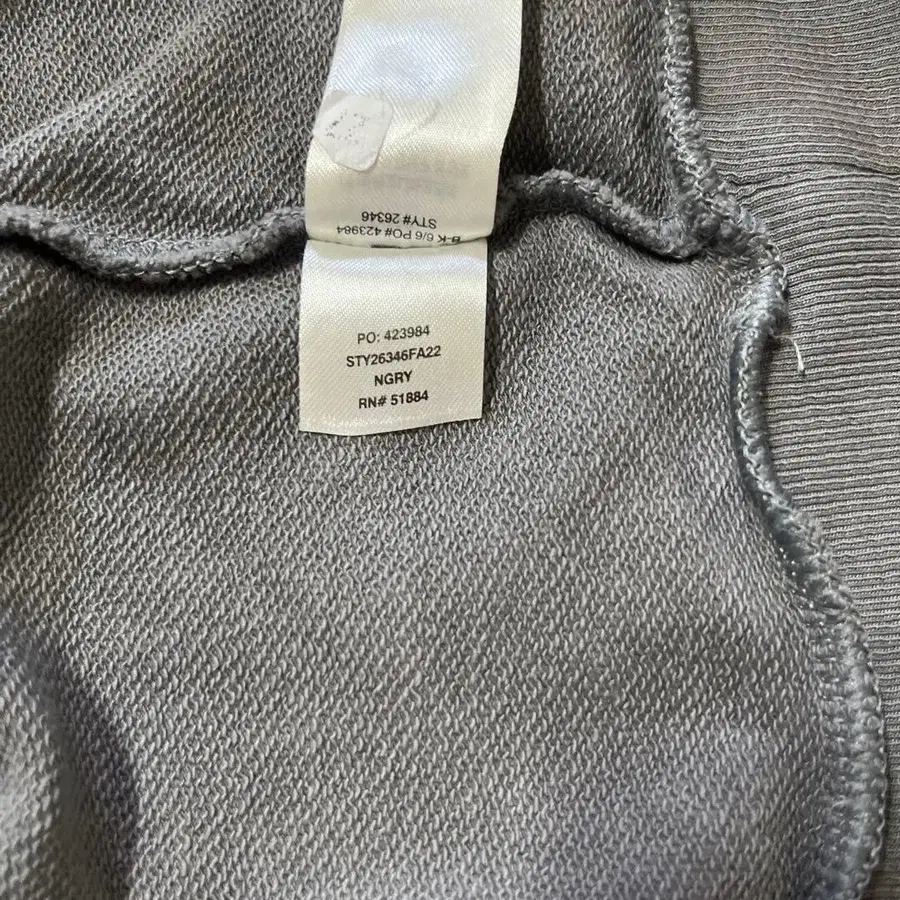 STY# 26346
B-K 6/6 PO# 423984
PO: 423984
STY26346FA22
NGRY
RN# 51884